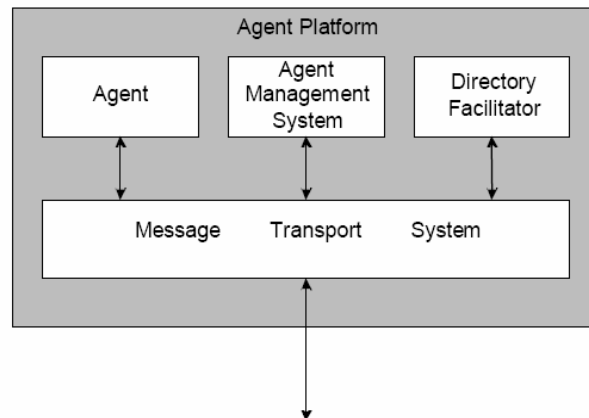 Agent Platform
Agent
Agent
Management
System
Directory
Facilitator
Message Transport System